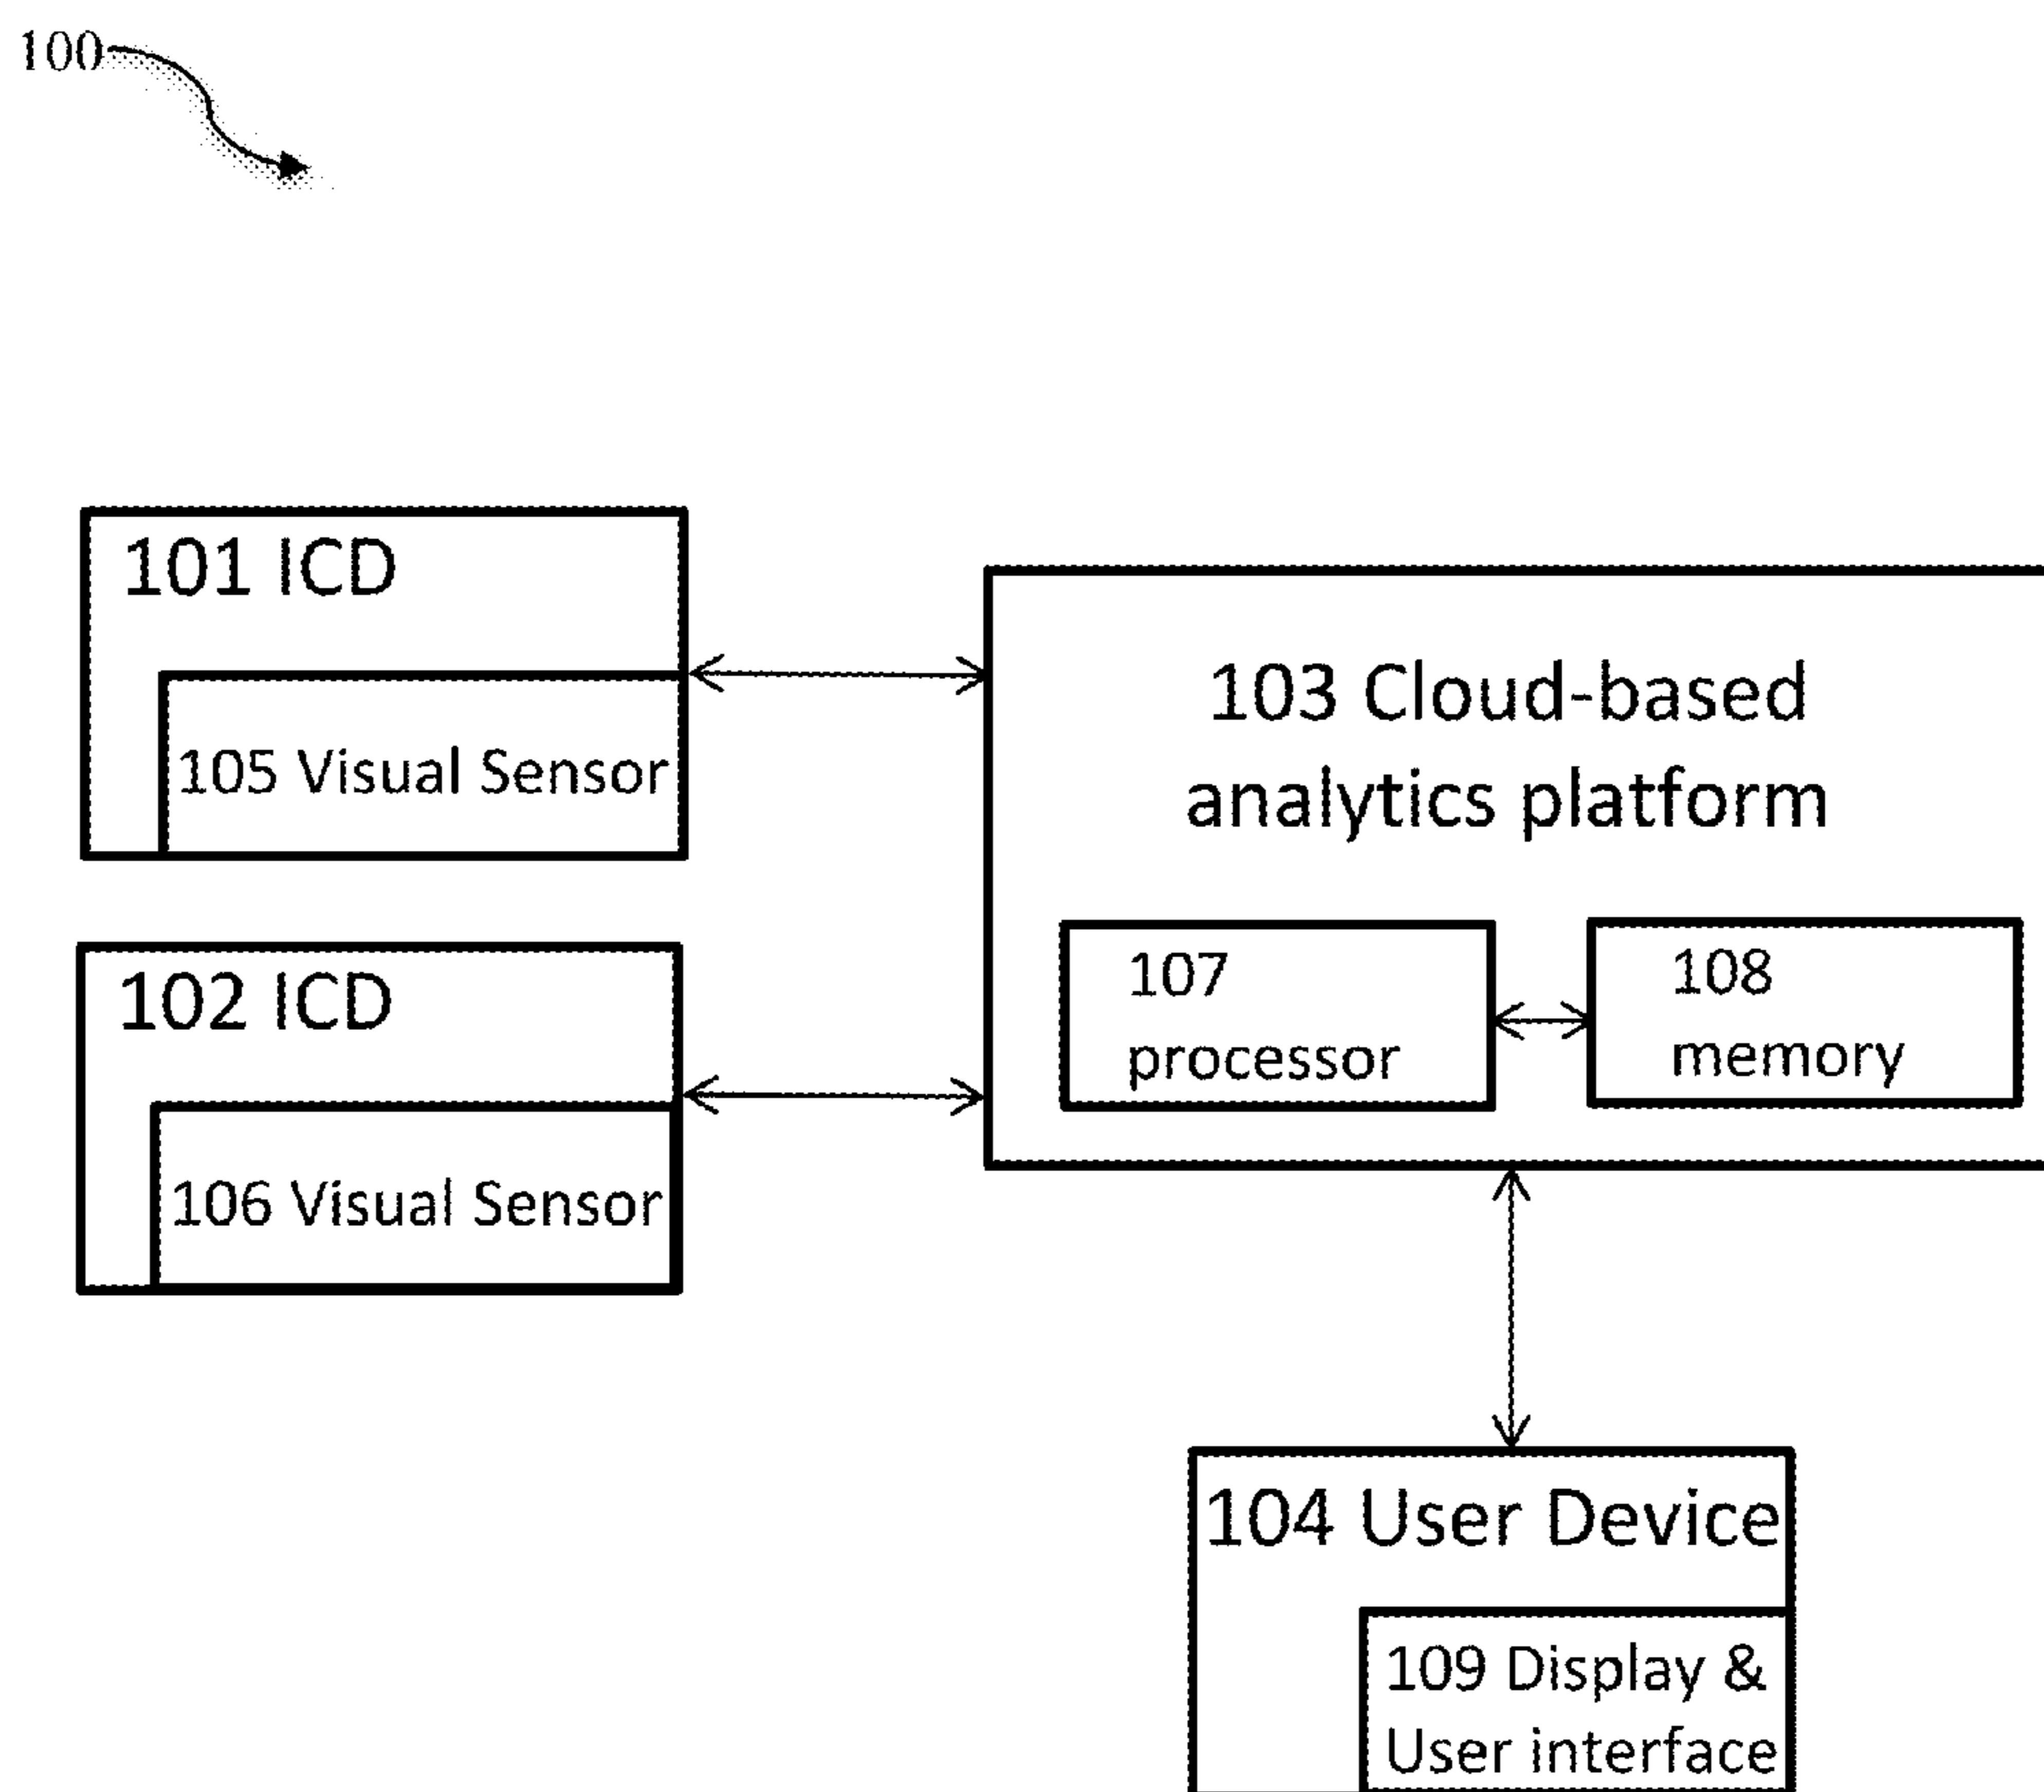 100
101 ICD
105 Visual Sensor
103 Cloud-based
analytics platform
107
processor
108
memory
102 ICD
106 Visual Sensor
104 User Device
109 Display &
User interface